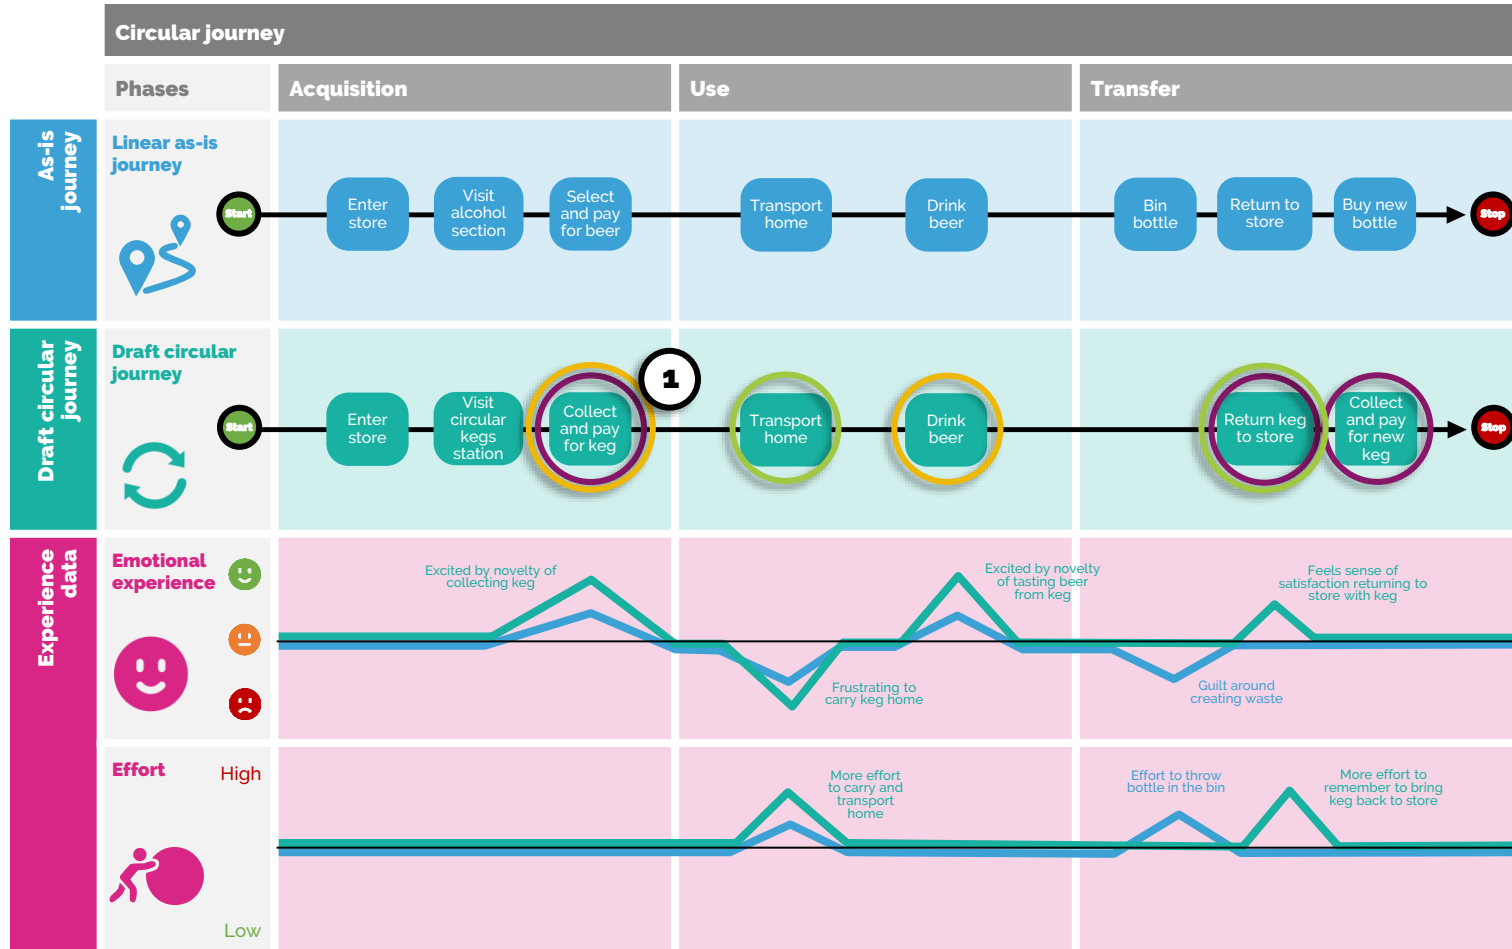 Circular journey
Phases
Acquisition
Use
Transfer
As-is
journey
Linear as-is
journey
Start
Enter
store
Visit
alcohol
section
Select
and pay
for beer
Transport
home
Drink
beer
Bin
bottle
Return to
store
Buy new
bottle
Stop
Draft circular
journey
Draft circular
journey
Start
Enter
store
Visit
circular
kegs
station
Collect
and pay
for keg
1
Transport
home
Drink
beer
Return keg
to store
Collect
and pay
for new
keg
Stop
Experience
data
Emotional
experience
Excited by novelty of
collecting keg
Frustrating to
carry keg home
Excited by novelty
of tasting beer
from keg
Guilt around
creating waste
Feels sense of
satisfaction returning to
store with keg
Effort
High
Low
More effort
to carry and
transport
home
Effort to throw
bottle in the bin
More effort to
remember to bring
keg back to store